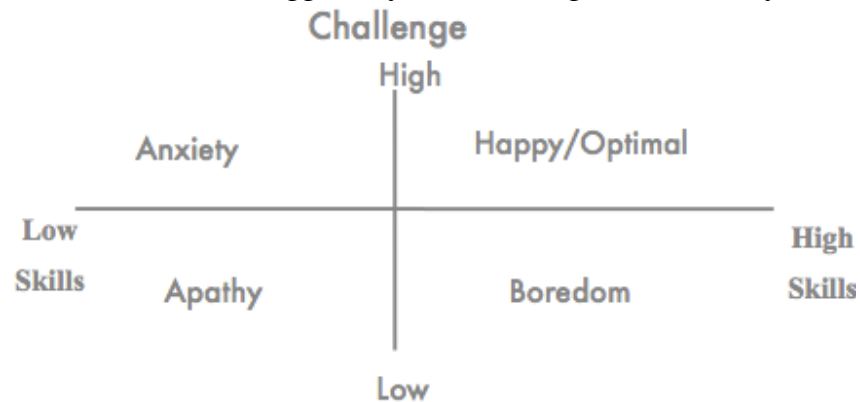 Challenge
High
Anxiety
Happy/Optimal
Low
Skills
High
Skills
Apathy
Boredom
Low